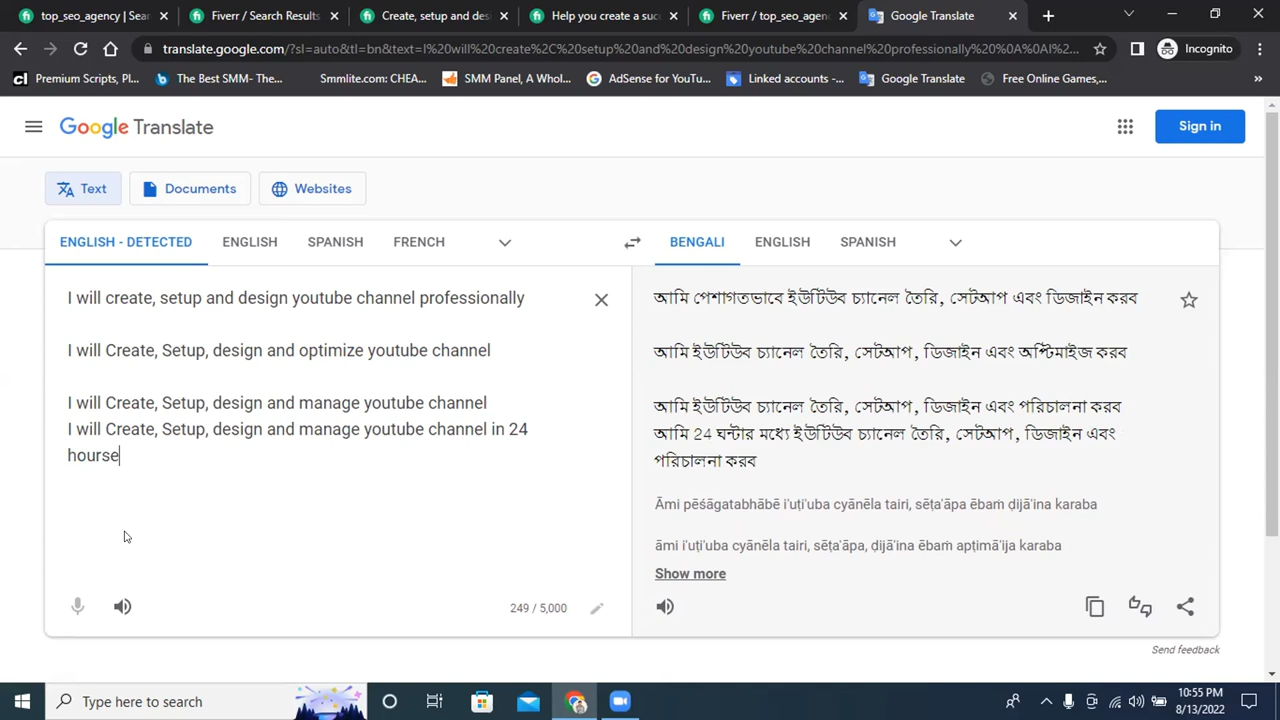 top_seo_agency | Sear
Fiverr / Search Results
Create, setup and des
Help you create a suc
Fiverr / top_seo_agen
Google Translate
translate.google.com/?sl=auto&tl=bn&text=I%20will%20create%2C%20setup%20and%20design%20youtube%20channel%20professionally%20%0A%0AI%2...
Incognito
Premium Scripts, Pl...
The Best SMM- The...
Smmlite.com: CHEA...
SMM Panel, A Whol...
AdSense for YouTu...
Linked accounts -...
Google Translate
Free Online Games,...
»
Google Translate
Sign in
Text
Documents
Websites
ENGLISH - DETECTED
ENGLISH
SPANISH
FRENCH
BENGALI
ENGLISH
SPANISH
I will create, setup and design youtube channel professionally
I will Create, Setup, design and optimize youtube channel
I will Create, Setup, design and manage youtube channel
I will Create, Setup, design and manage youtube channel in 24
hourse
249 / 5,000
আমি পেশাগতভাবে ইউটিউব চ্যানেল তৈরি, সেটআপ এবং ডিজাইন করব
আমি ইউটিউব চ্যানেল তৈরি, সেটআপ, ডিজাইন এবং অপ্টিমাইজ করব
আমি ইউটিউব চ্যানেল তৈরি, সেটআপ, ডিজাইন এবং পরিচালনা করব
আমি 24 ঘন্টার মধ্যে ইউটিউব চ্যানেল তৈরি, সেটআপ, ডিজাইন এবং
পরিচালনা করব
Āmi pēśāgatabhābē i'uṭi'uba cyānēla tairi, sēṭa'āpa ēbaṁ ḍijā'ina karaba
āmi i'uṭi'uba cyānēla tairi, sēṭa'āpa, ḍijā'ina ēbaṁ apṭimā'ija karaba
Show more
Send feedback
Type here to search
10:55 PM
8/13/2022